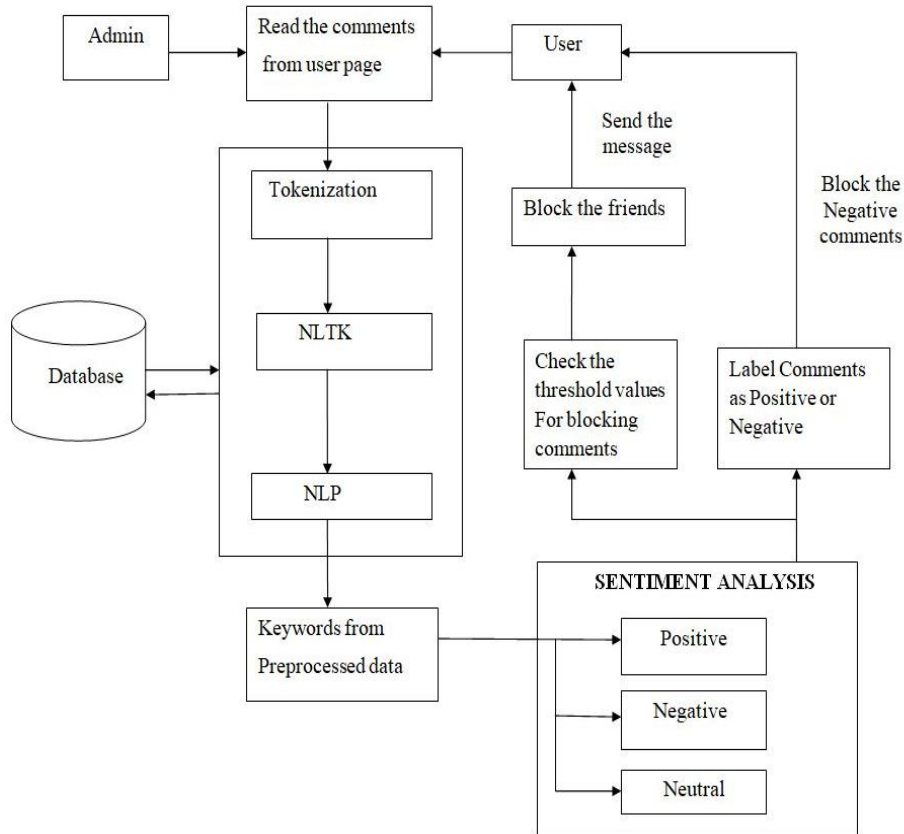 Admin
Read the comments
from user page
User
Send the
message
Tokenization
Block the friends
Block the
Negative
comments
NLTK
Database
Check the
threshold values
For blocking
comments
Label Comments
as Positive or
Negative
NLP
SENTIMENT ANALYSIS
Keywords from
Preprocessed data
Positive
Negative
Neutral